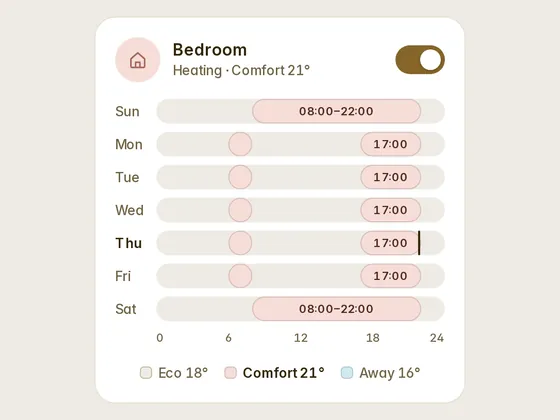 Bedroom
Heating · Comfort 21°
Sun 08:00–22:00
Mon 17:00
Tue 17:00
Wed 17:00
Thu 17:00
Fri 17:00
Sat 08:00–22:00
0 6 12 18 24
Eco 18° Comfort 21° Away 16°